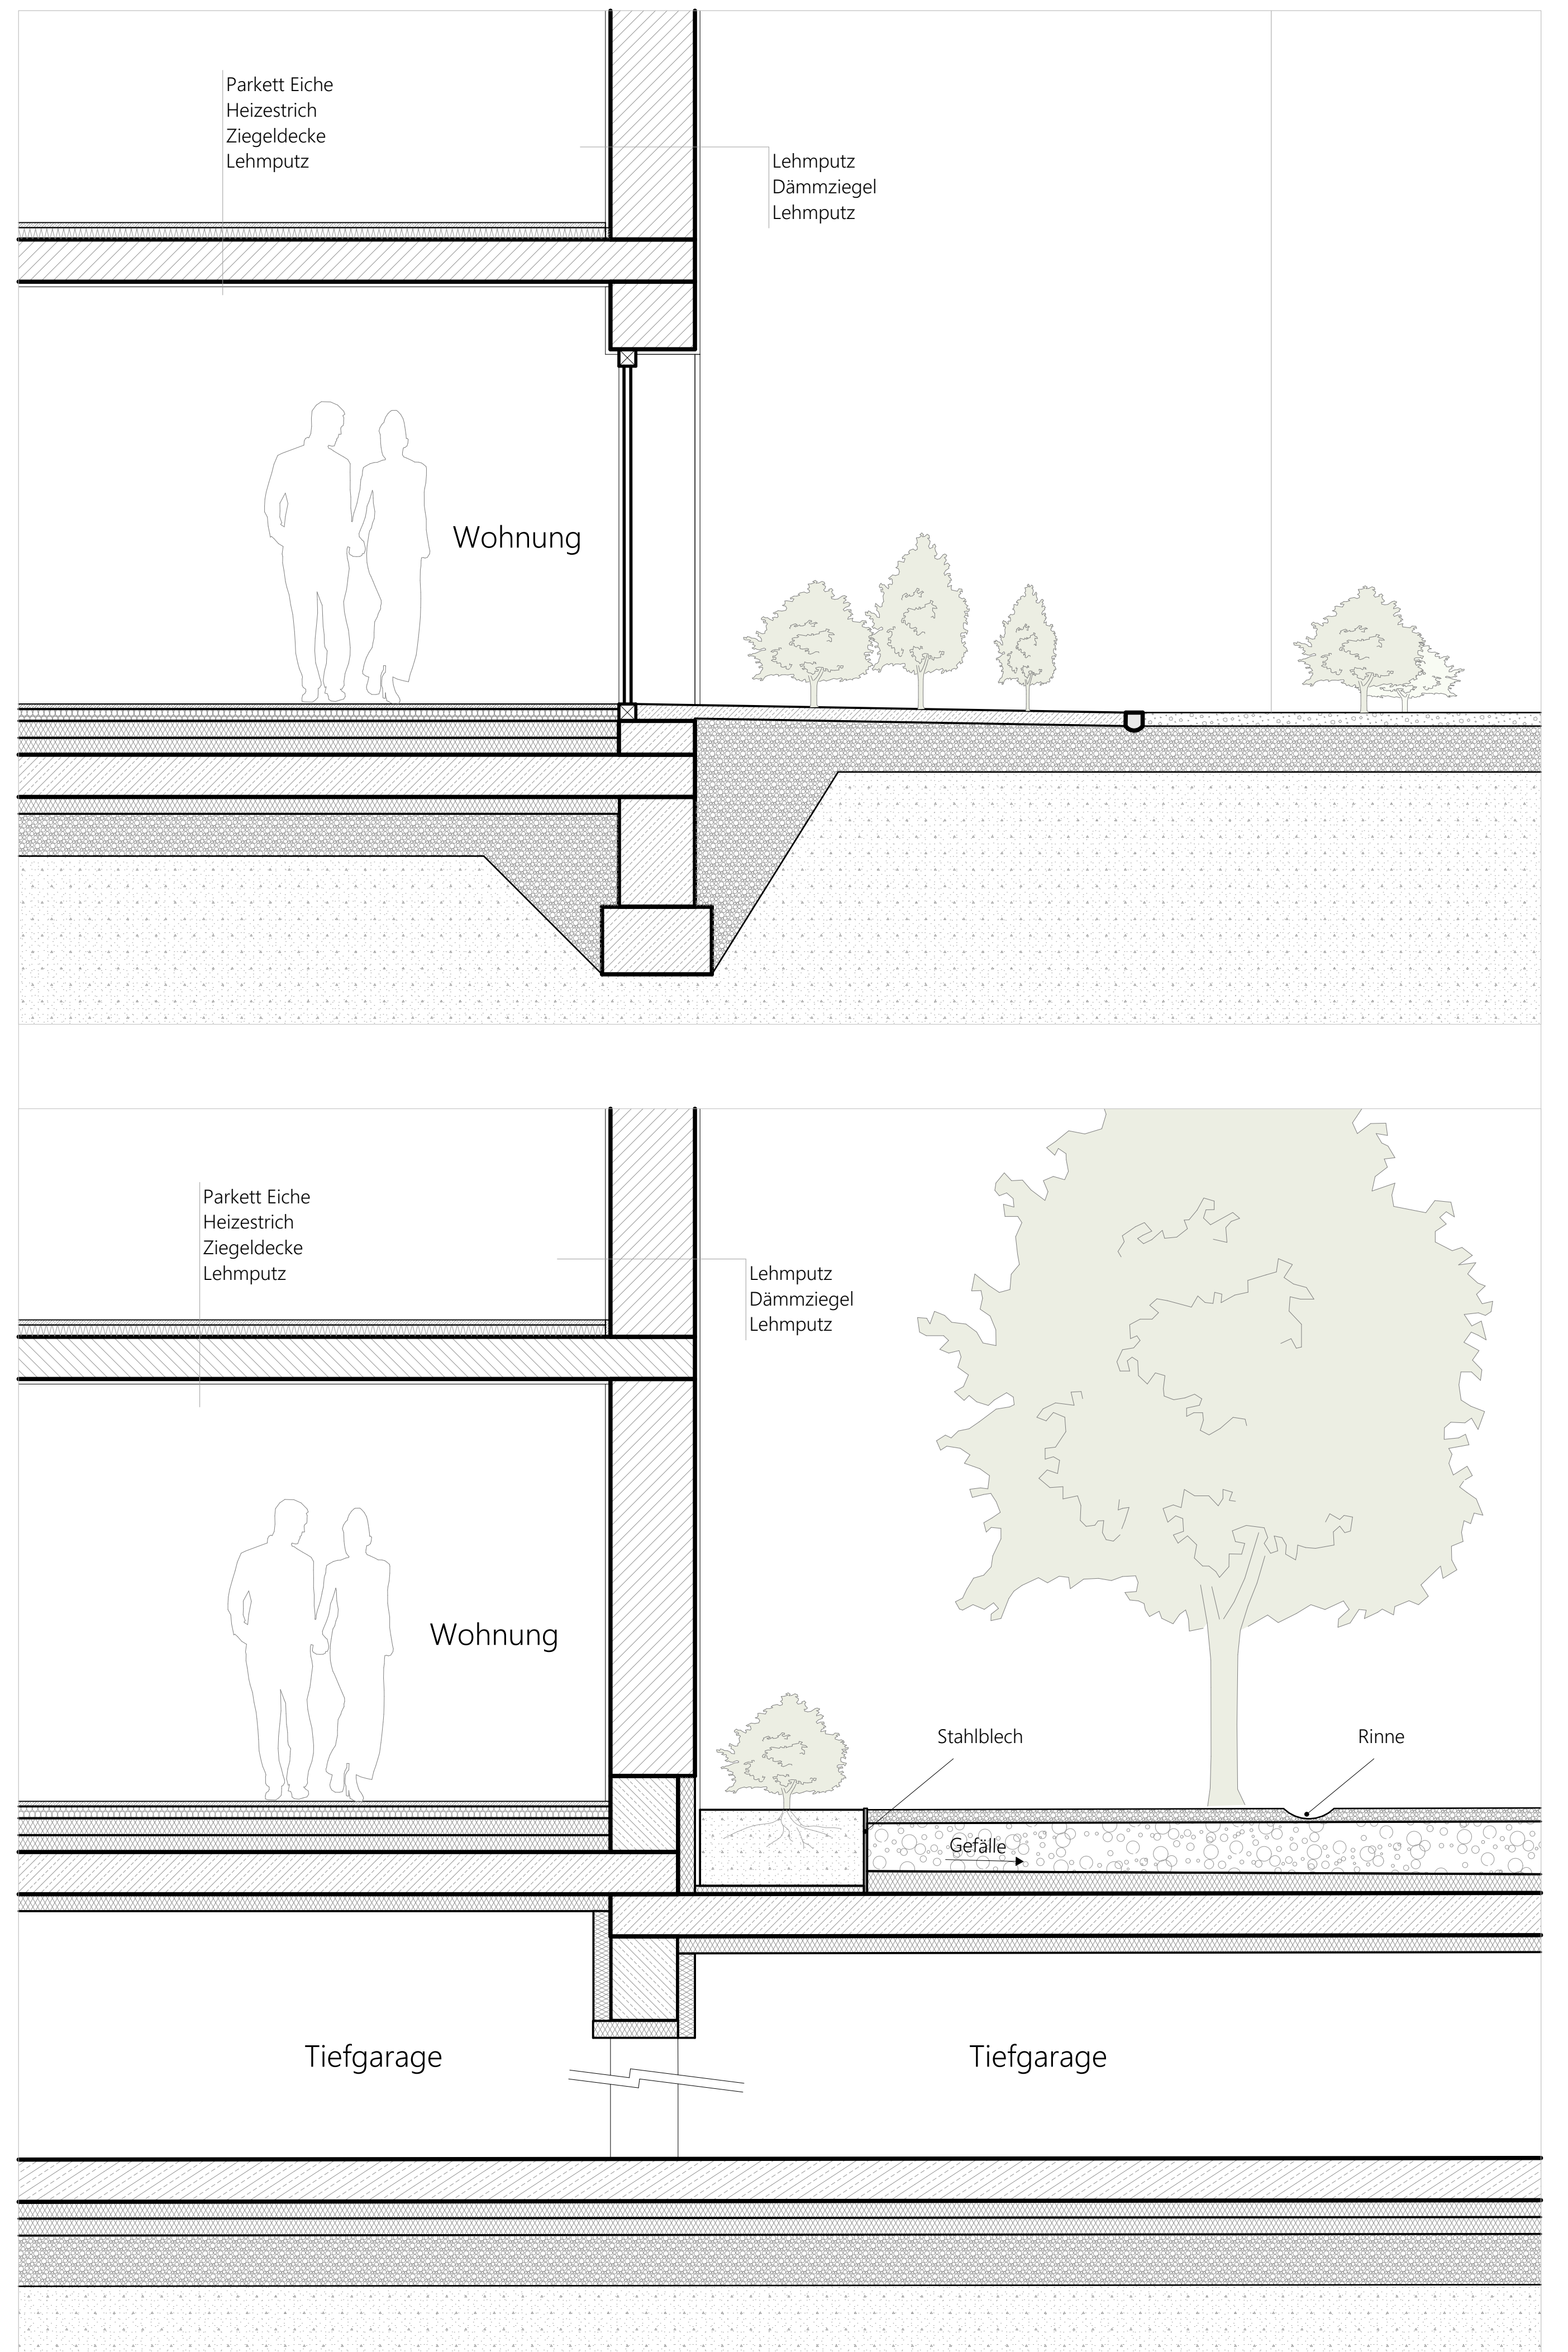 Parkett Eiche
Heizestrich
Ziegeldecke
Lehmputz
Lehmputz
Dämmziegel
Lehmputz
Wohnung
Parkett Eiche
Heizestrich
Ziegeldecke
Lehmputz
Lehmputz
Dämmziegel
Lehmputz
Wohnung
Stahlblech
Rinne
Gefälle
Tiefgarage
Tiefgarage